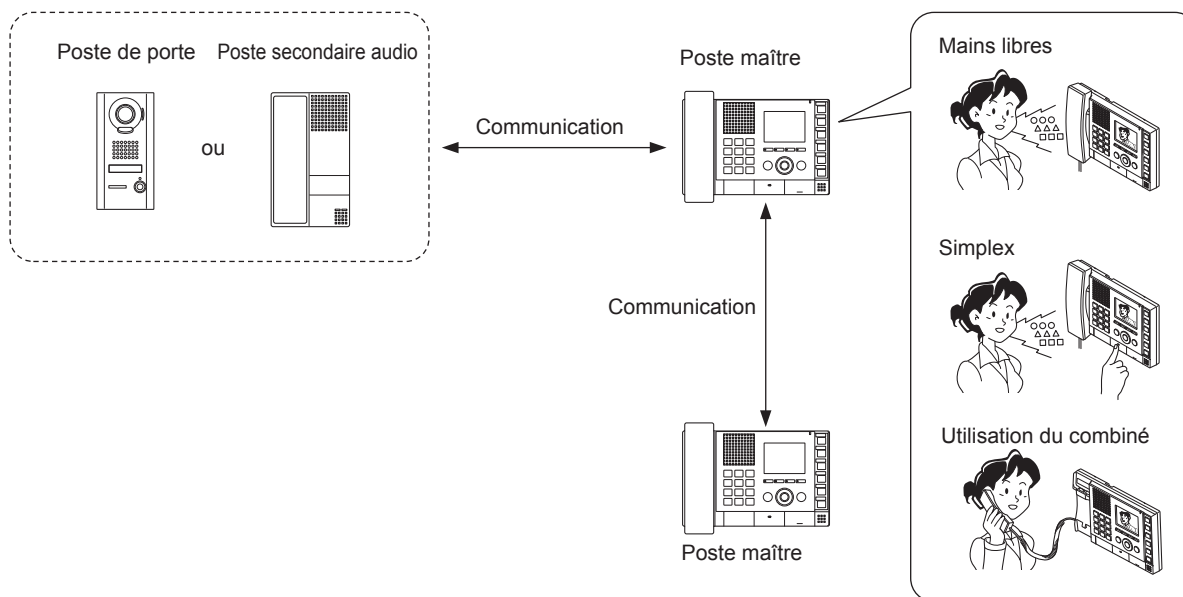 Poste de porte
Poste secondaire audio
ou
Communication
Poste maître
Communication
Poste maître
Mains libres
Simplex
Utilisation du combiné